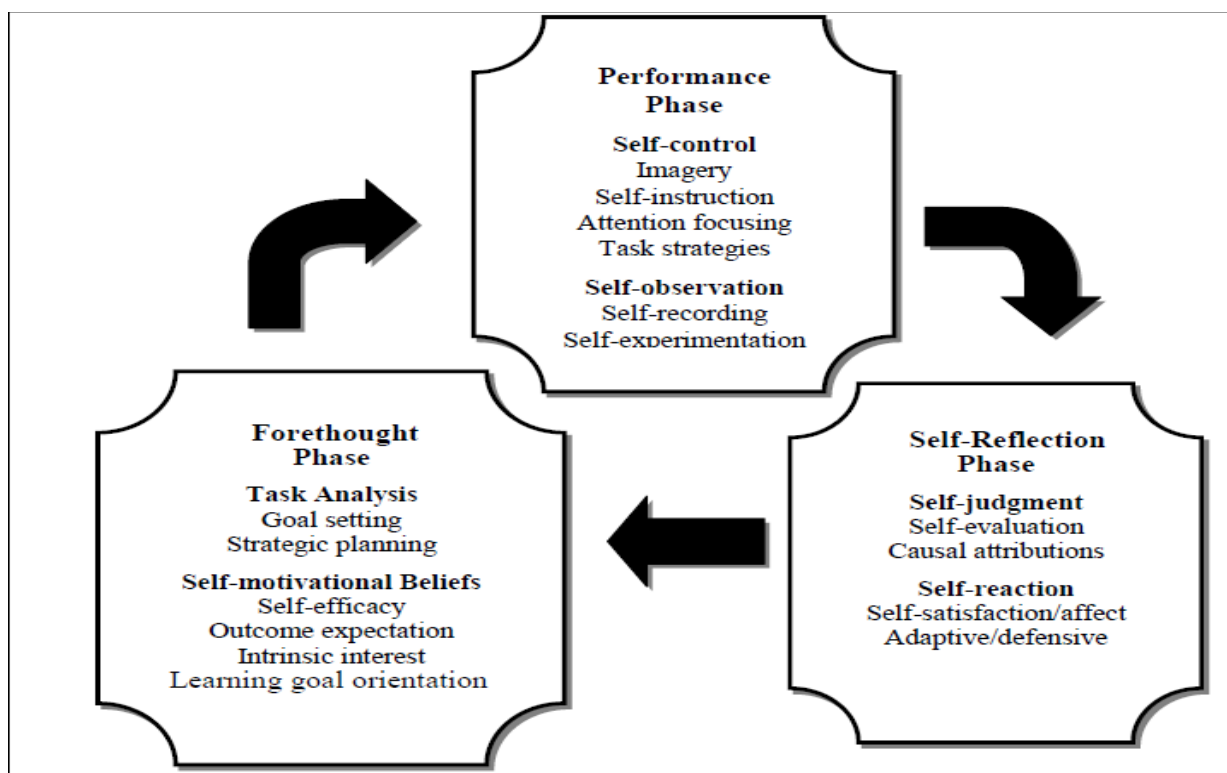 Performance
Phase
Self-control
Imagery
Self-instruction
Attention focusing
Task strategies
Self-observation
Self-recording
Self-experimentation
Forethought
Phase
Task Analysis
Goal setting
Strategic planning
Self-motivational Beliefs
Self-efficacy
Outcome expectation
Intrinsic interest
Learning goal orientation
Self-Reflection
Phase
Self-judgment
Self-evaluation
Causal attributions
Self-reaction
Self-satisfaction/affect
Adaptive/defensive